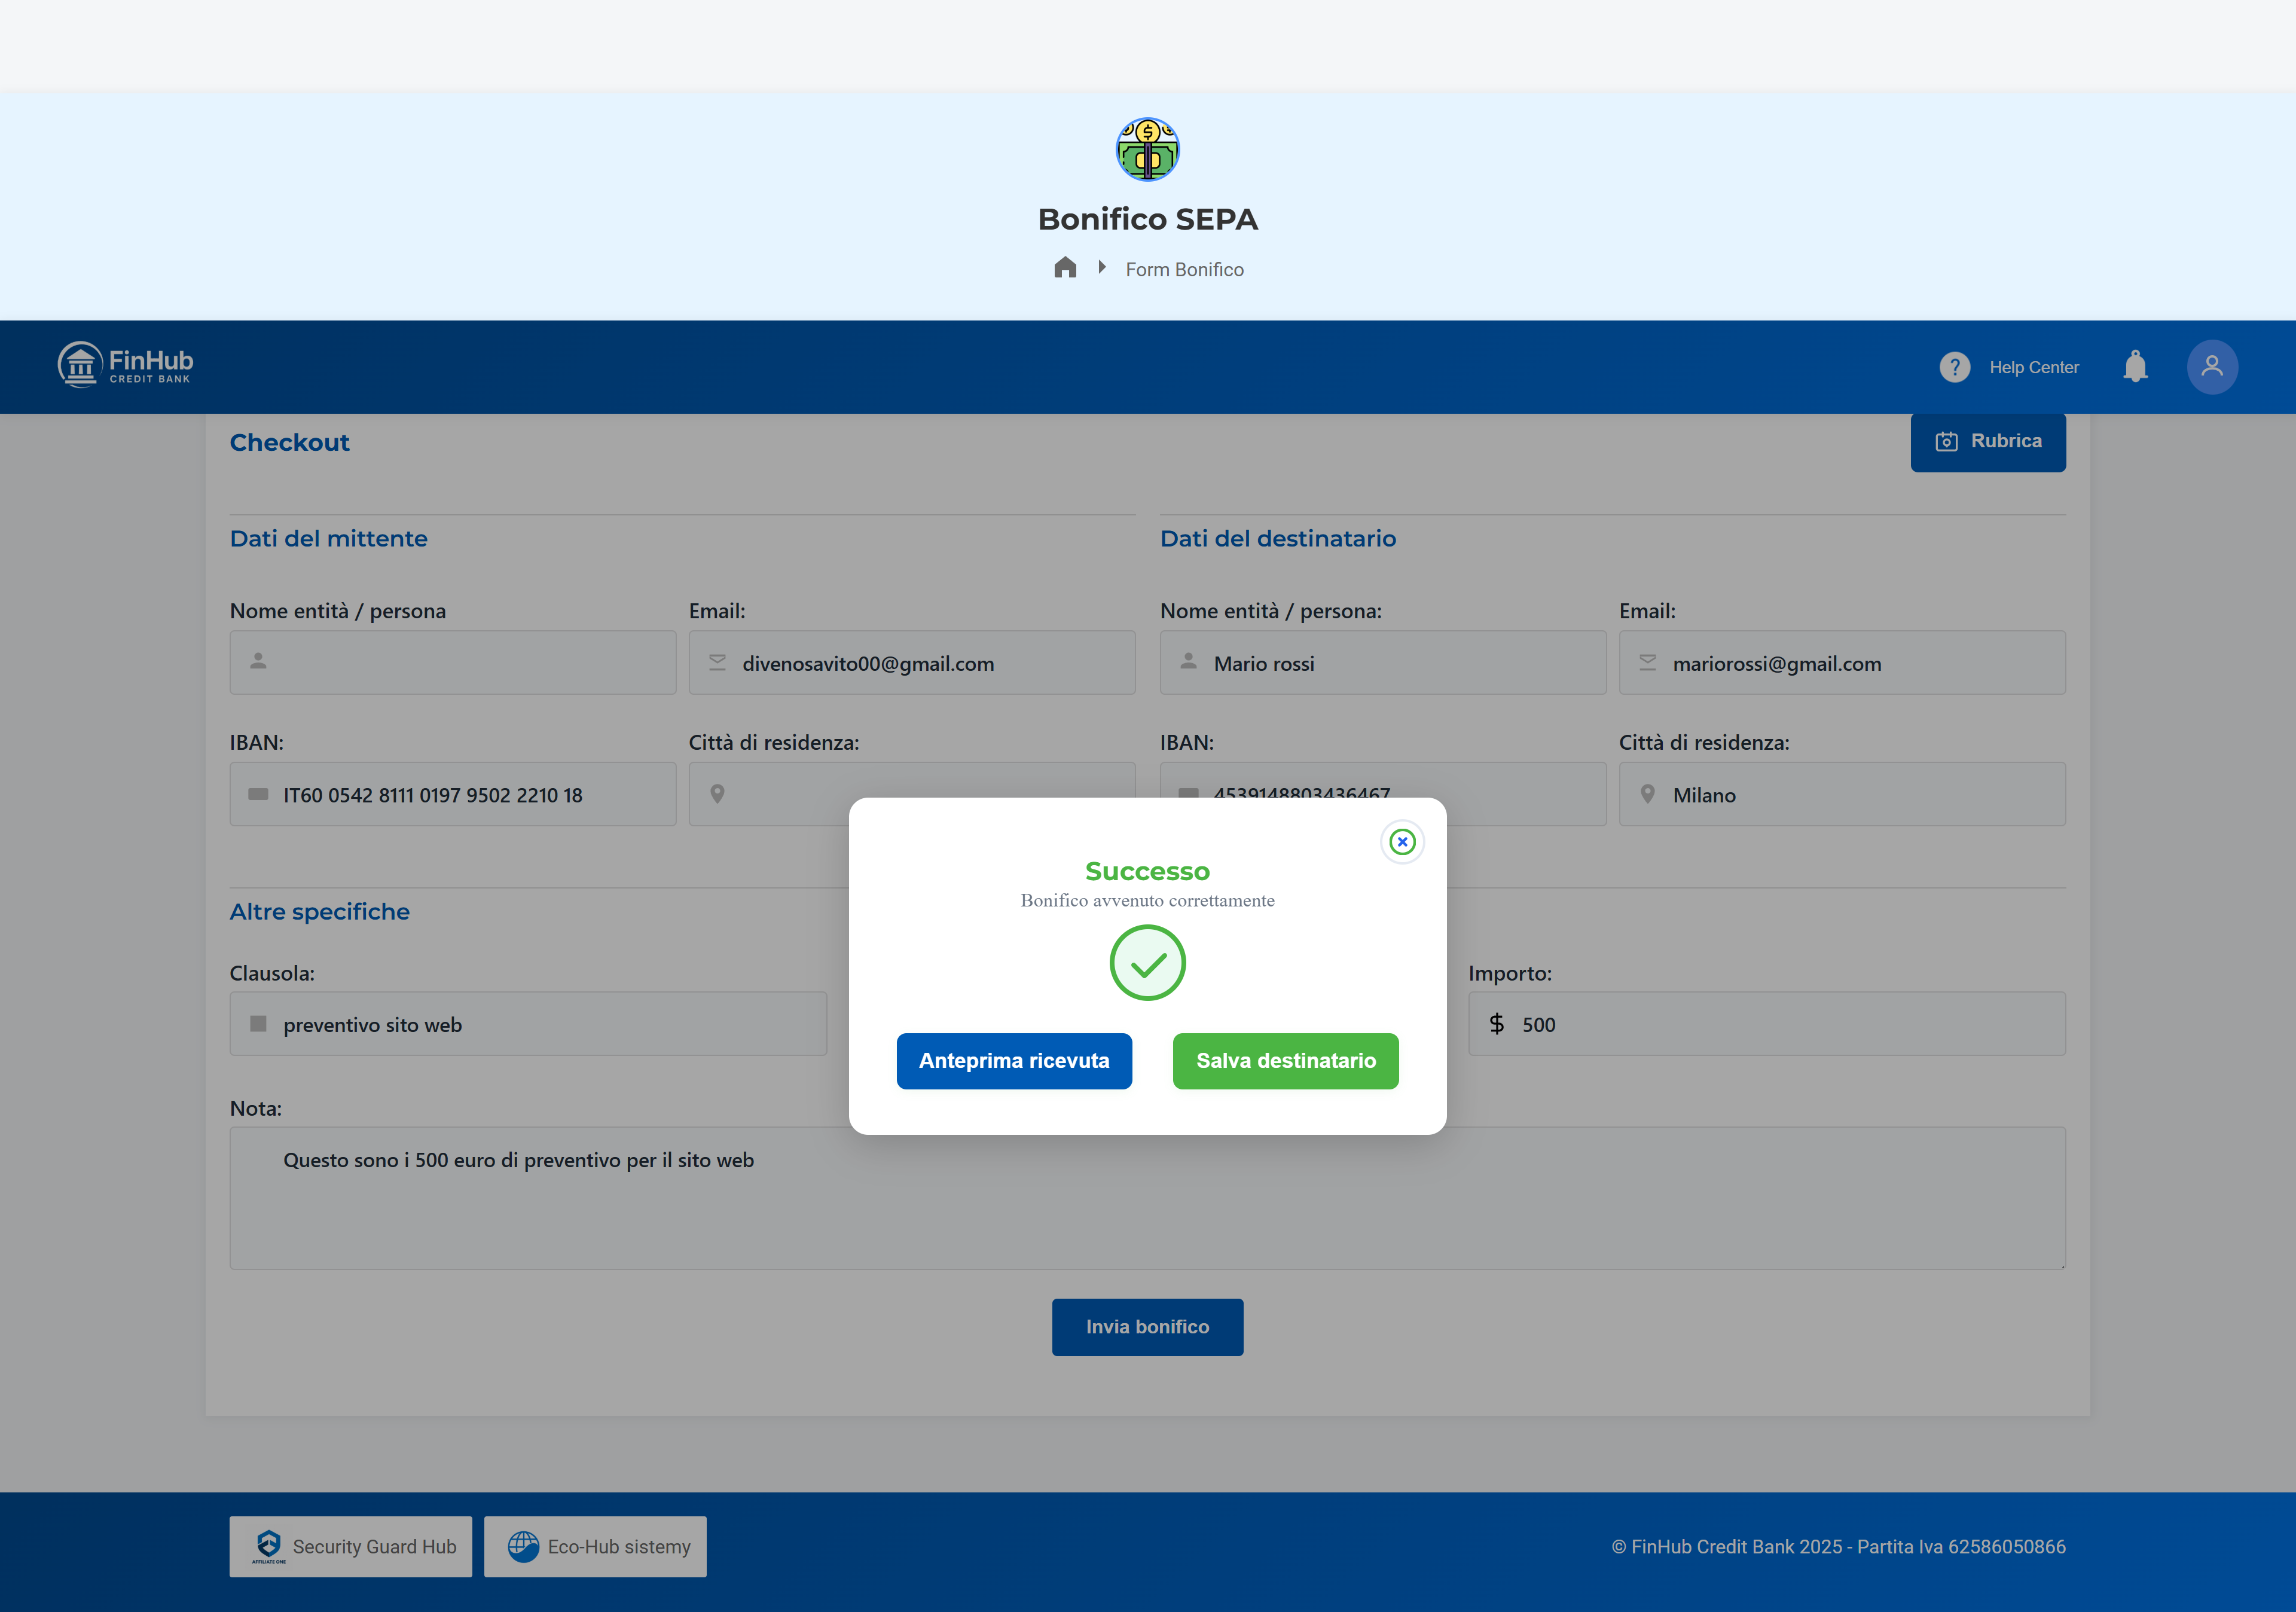 Bonifico SEPA
Form Bonifico
FinHub
CREDIT BANK
? Help Center
Checkout
Rubrica
Dati del mittente
Dati del destinatario
Nome entità / persona
Email:
Nome entità / persona:
Email:
divenosavito00@gmail.com
Mario rossi
mariorossi@gmail.com
IBAN:
Città di residenza:
IBAN:
Città di residenza:
IT60 0542 8111 0197 9502 2210 18
4539148803436467
Milano
Successo
Bonifico avvenuto correttamente
Altre specifiche
Clausola:
Importo:
preventivo sito web
$ 500
Anteprima ricevuta
Salva destinatario
Nota:
Questo sono i 500 euro di preventivo per il sito web
Invia bonifico
AFFILIATE ONE
Security Guard Hub
Eco-Hub sistemy
© FinHub Credit Bank 2025 - Partita Iva 62586050866